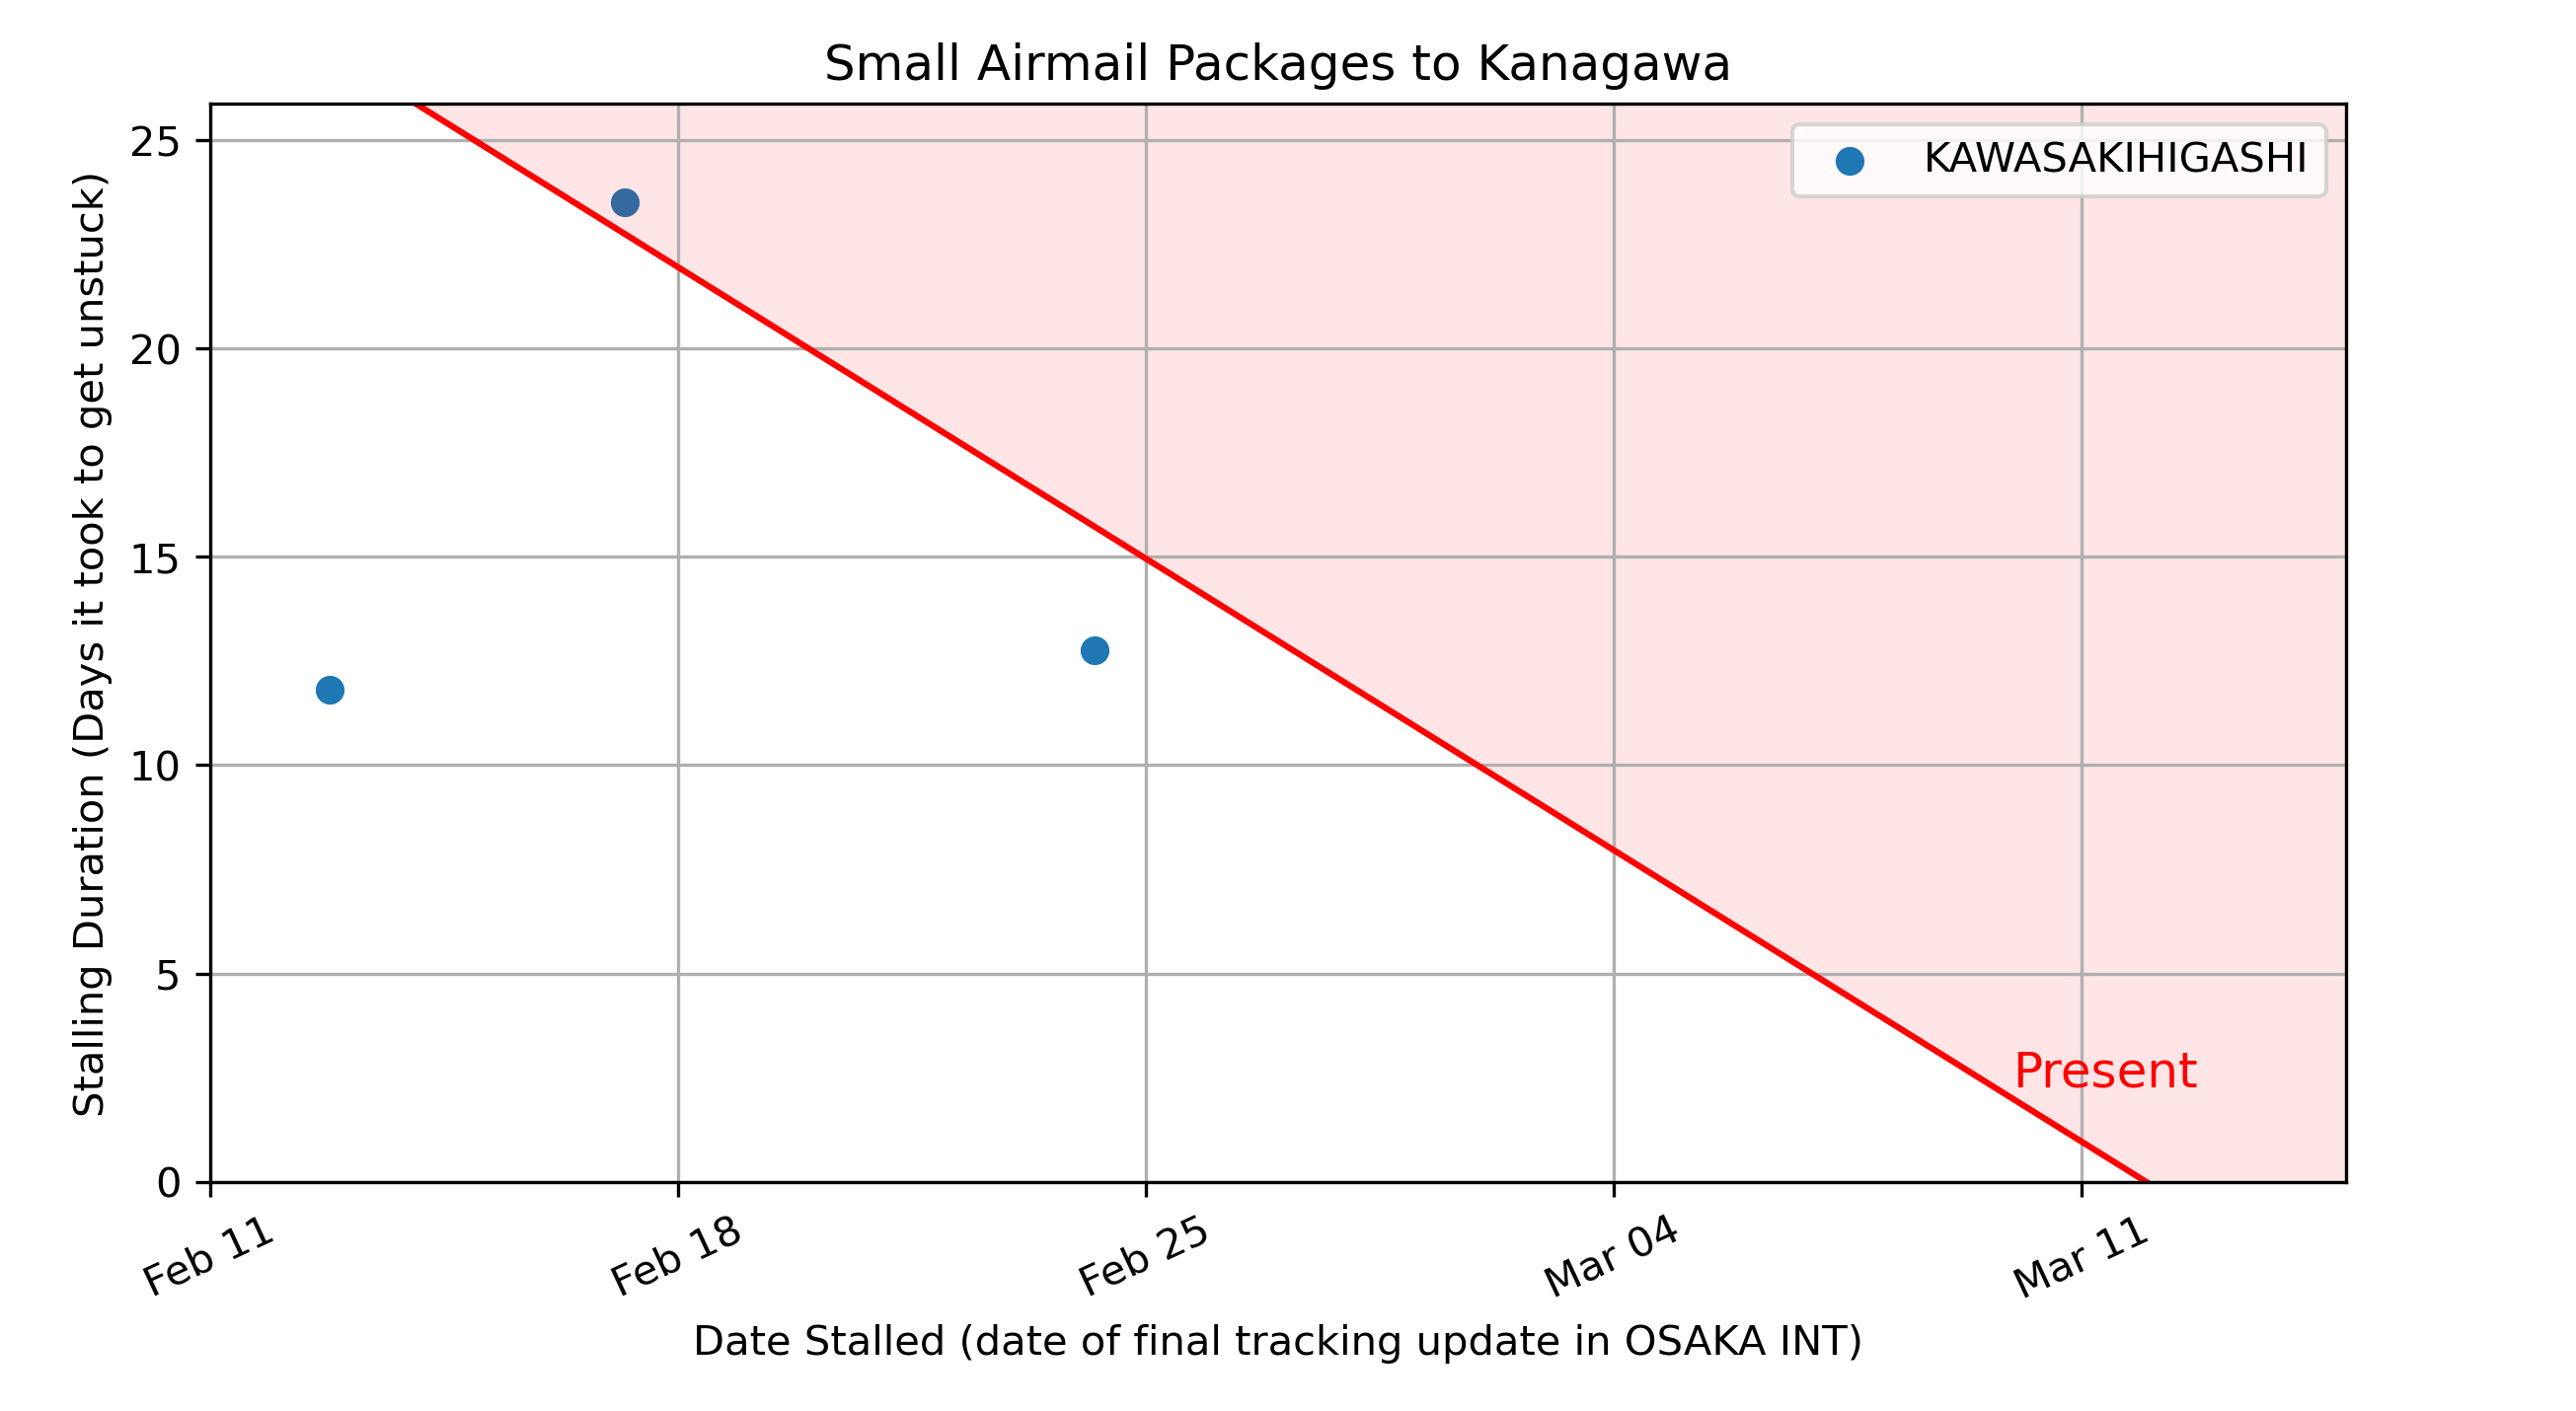 Small Airmail Packages to Kanagawa
KAWASAKIHIGASHI
Stalling Duration (Days it took to get unstuck)
25
20
15
10
5
0
Present
Feb 11
Feb 18
Feb 25
Mar 04
Mar 11
Date Stalled (date of final tracking update in OSAKA INT)